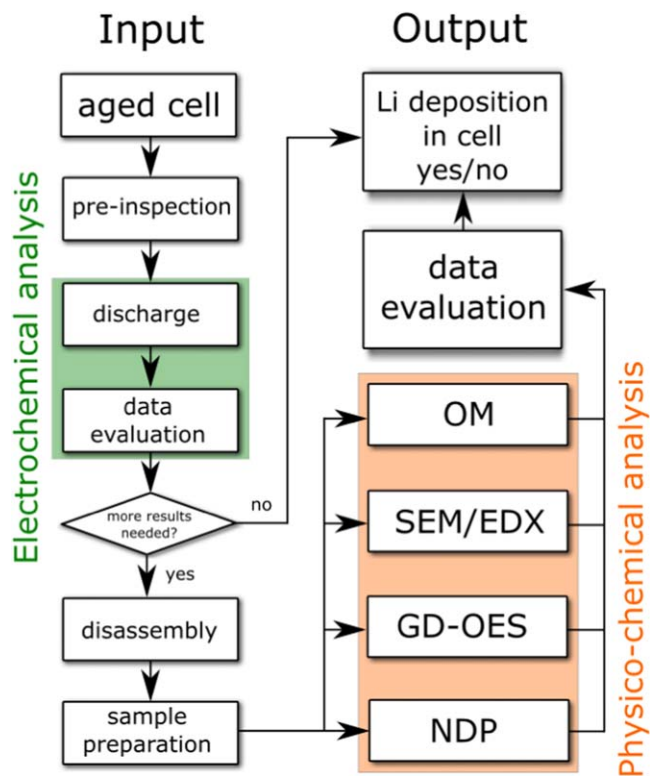 Input
aged cell
pre-inspection
Electrochemical analysis
discharge
data
evaluation
more results
needed?
no
yes
disassembly
sample
preparation
Output
Li deposition
in cell
yes/no
data
evaluation
OM
SEM/EDX
GD-OES
NDP
Physico-chemical analysis